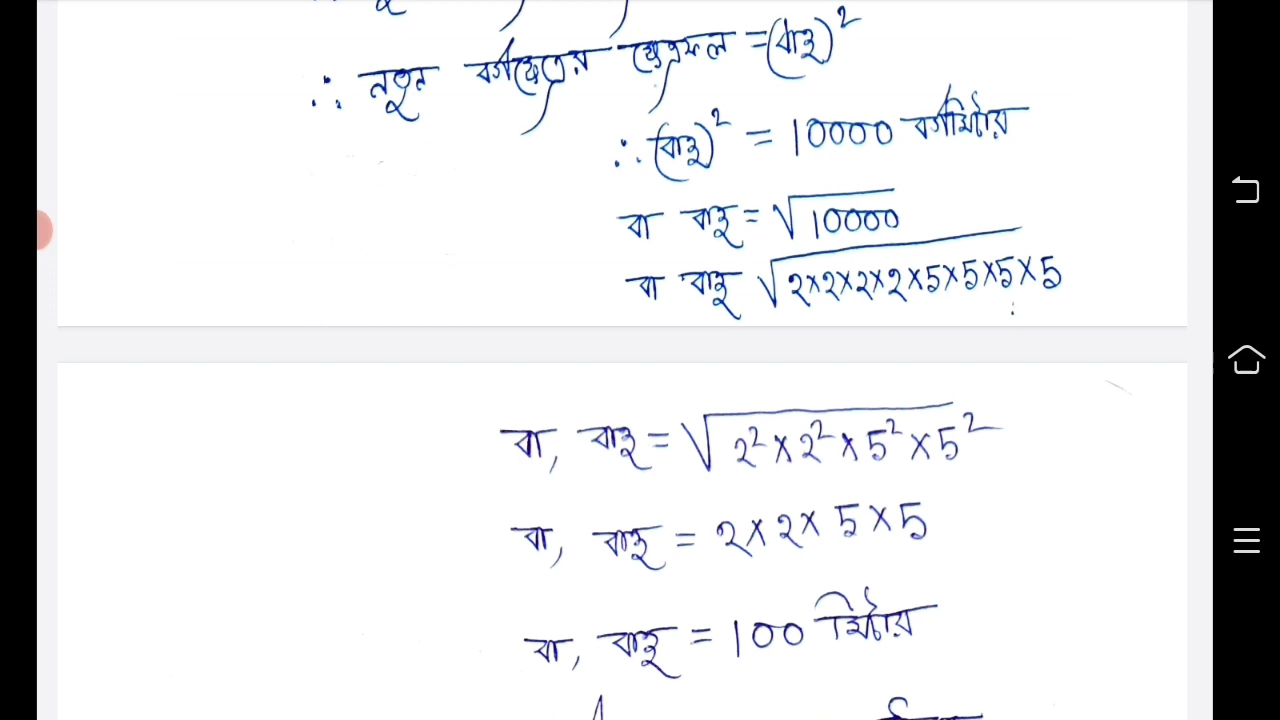 ∴ নতুন বর্গক্ষেত্রের ক্ষেত্রফল = (বাহু)²
∴ (বাহু)² = 10000 বর্গমিটার
বা বাহু = √10000
বা বাহু √2×2×2×2×5×5×5×5
বা, বাহু = √2²×2²×5²×5²
বা, বাহু = 2×2×5×5
বা, বাহু = 100 মিটার